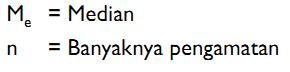 Me = Median
n = Banyaknya pengamatan